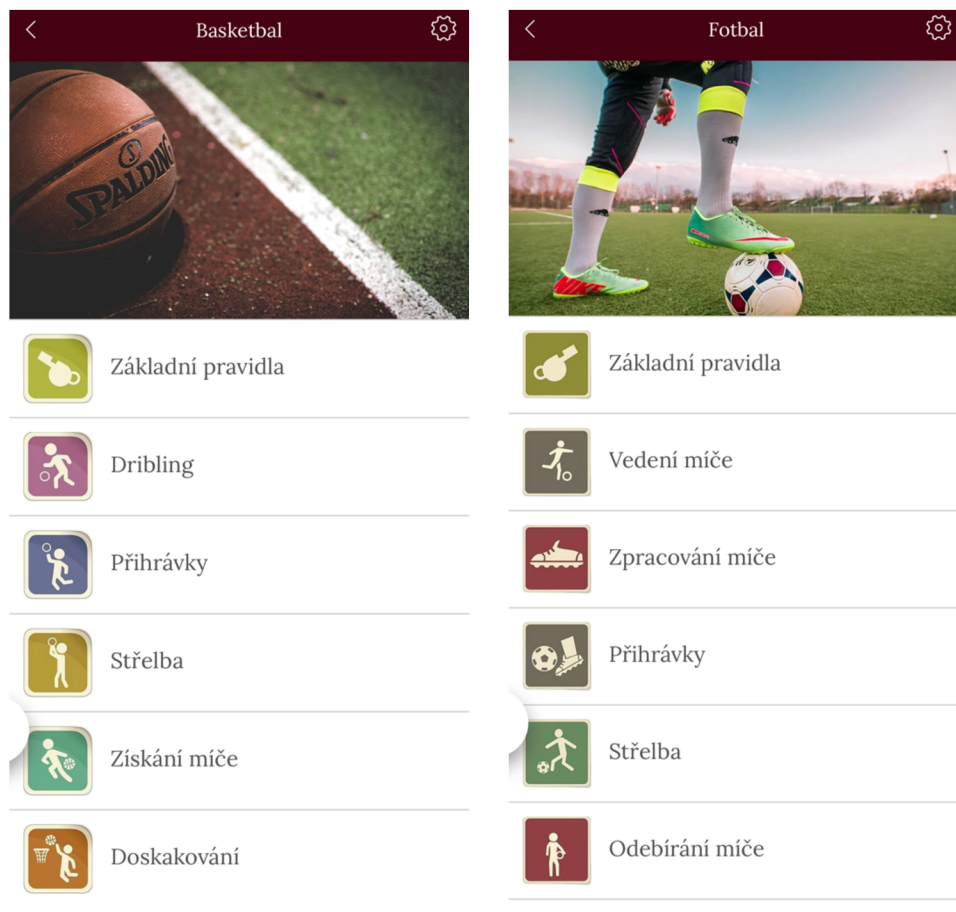 Basketbal
SPALDING
Základní pravidla
Dribling
Přihrávky
Střelba
Získání míče
Doskakování
Fotbal
Základní pravidla
Vedení míče
Zpracování míče
Přihrávky
Střelba
Odebírání míče